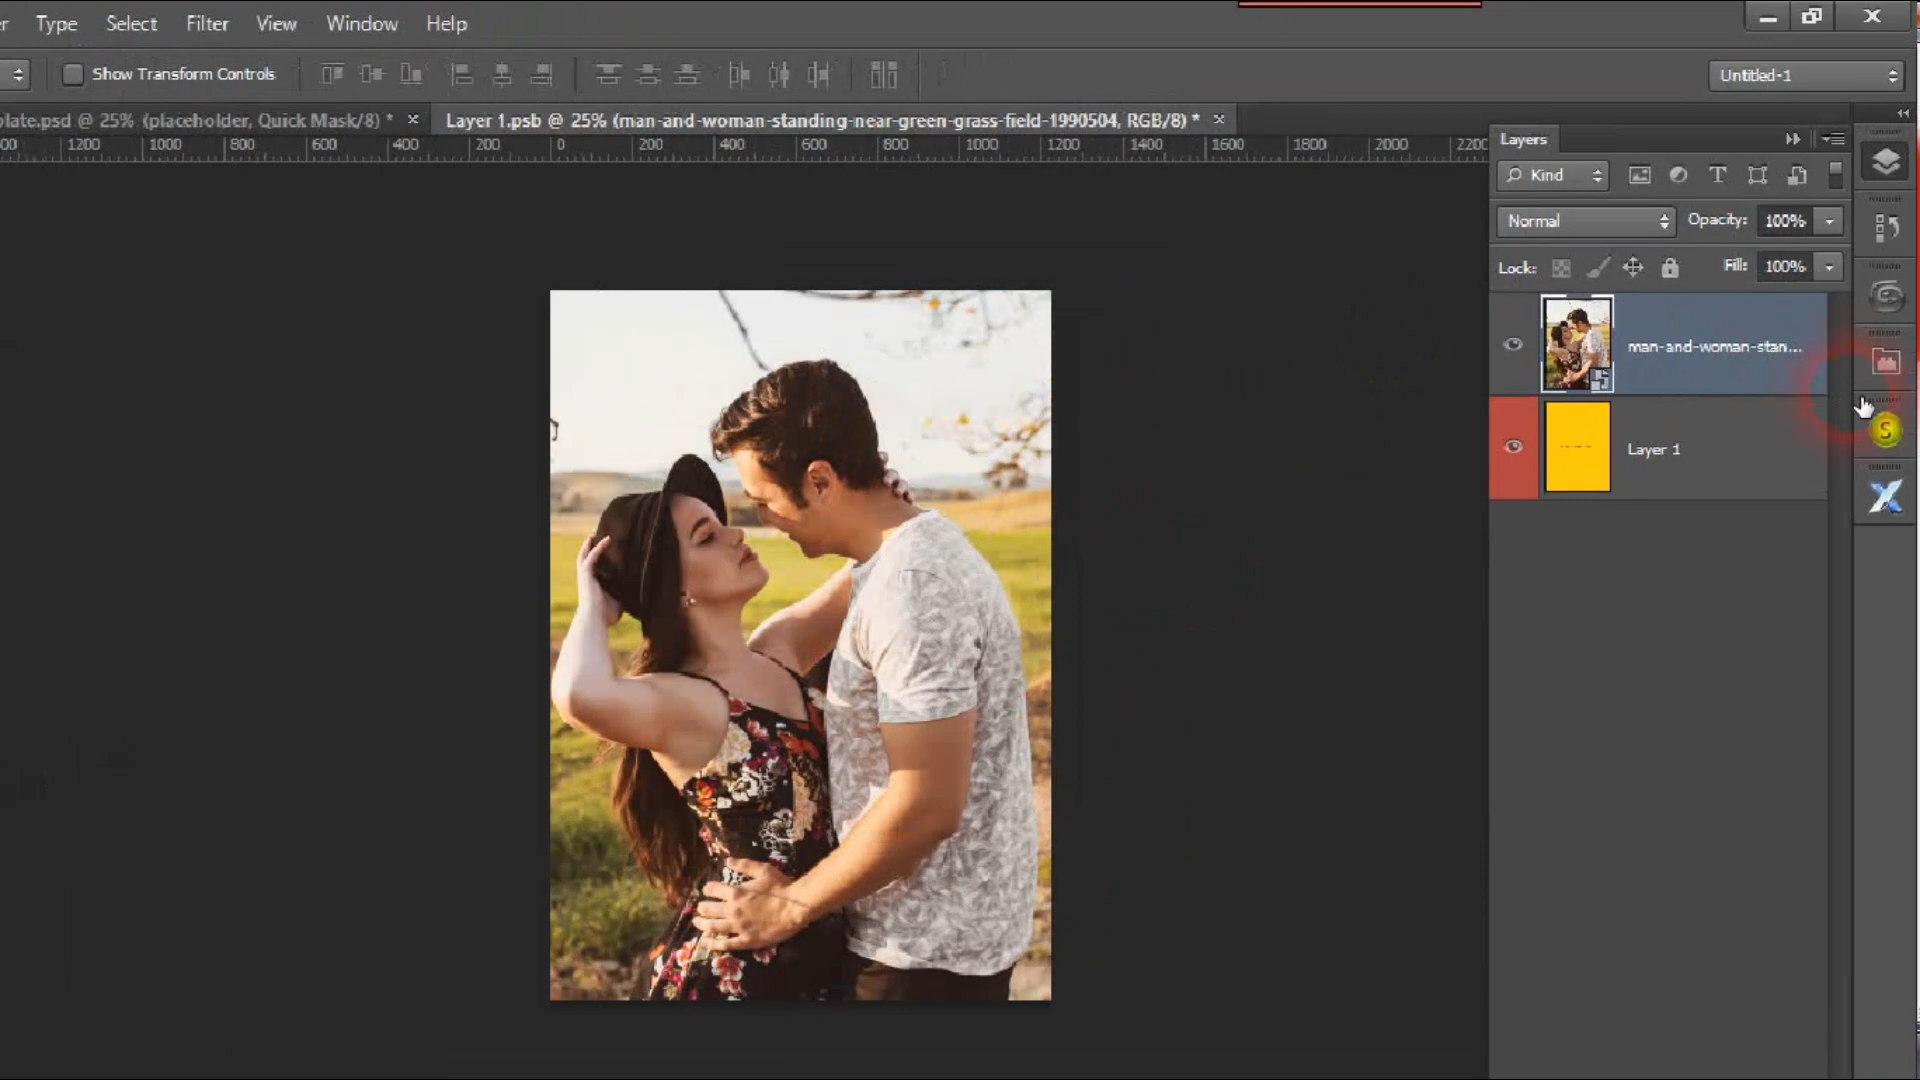 Type Select Filter View Window Help
Show Transform Controls
Untitled-1
late.psd @ 25% (placeholder, Quick Mask/8) * ×
Layer 1.psb @ 25% (man-and-woman-standing-near-green-grass-field-1990504, RGB/8) * ×
1200 1000 800 600 400 200 0 200 400 600 800 1000 1200 1400 1600 1800 2000 2200
Layers
Kind
Normal Opacity: 100%
Lock: Fill: 100%
man-and-woman-stan...
Layer 1
S
X